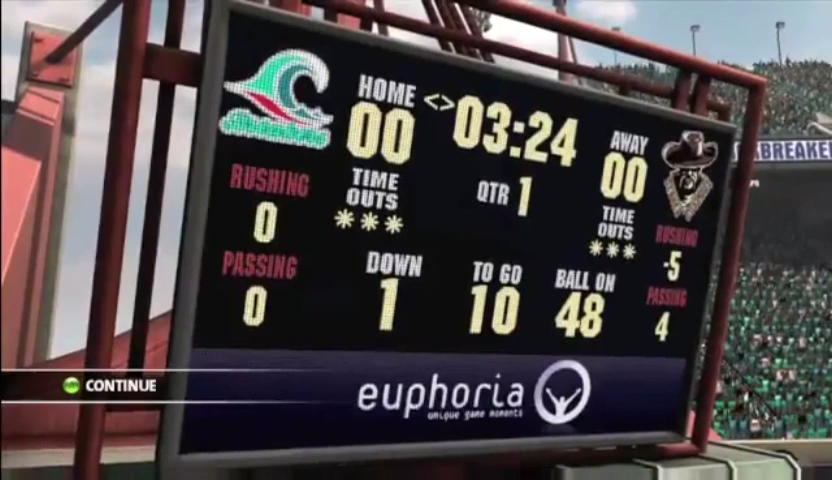 HOME <> 03:24 AWAY
00 00
TIME OUTS QTR 1 TIME OUTS
*** ***
RUSHING RUSHING
0 -5
PASSING PASSING
0 4
DOWN TO GO BALL ON
1 10 48
euphoria
unique game moments
CONTINUE
BREAKER